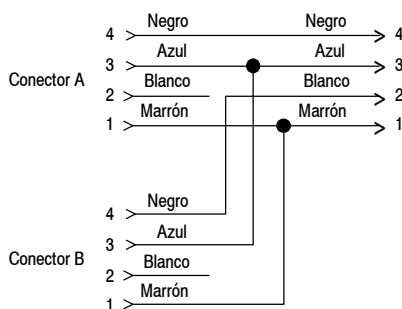 4 Negro Negro 4
3 Azul Azul 3
Conector A
2 Blanco Blanco 2
1 Marrón Marrón 1
4 Negro
3 Azul
Conector B
2 Blanco
1 Marrón